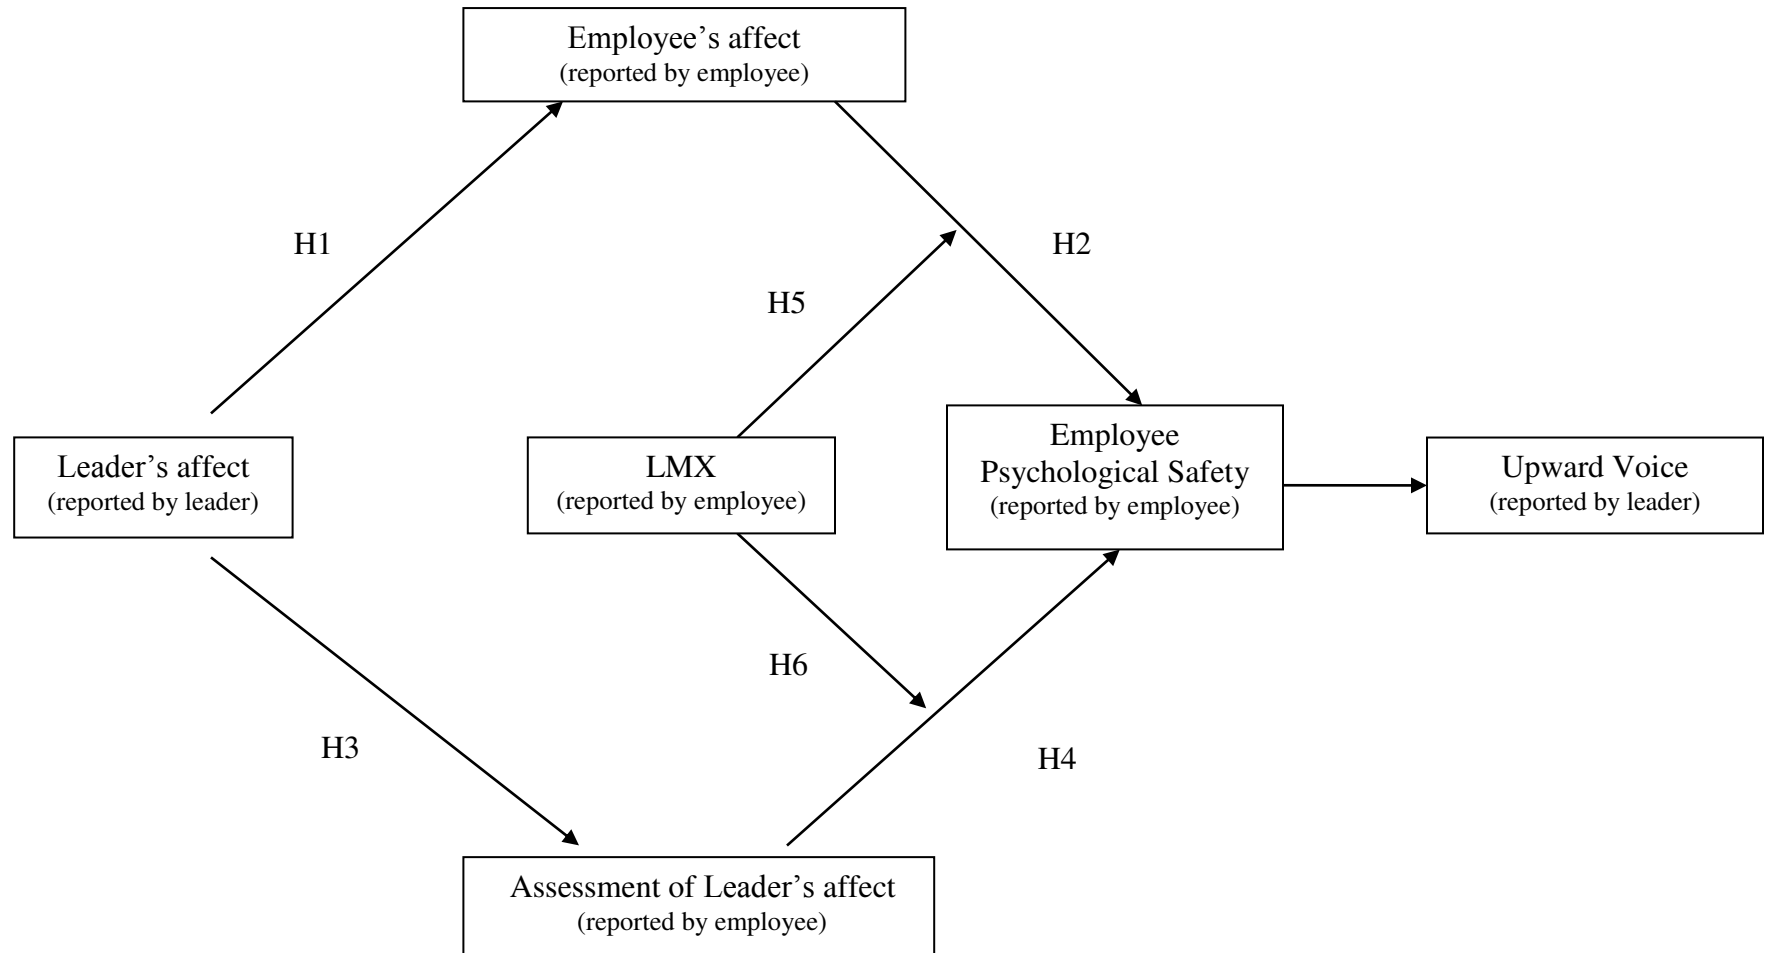 Employee’s affect
(reported by employee)
H1
H2
H5
Leader’s affect
(reported by leader)
LMX
(reported by employee)
Employee
Psychological Safety
(reported by employee)
Upward Voice
(reported by leader)
H6
H3
H4
Assessment of Leader’s affect
(reported by employee)